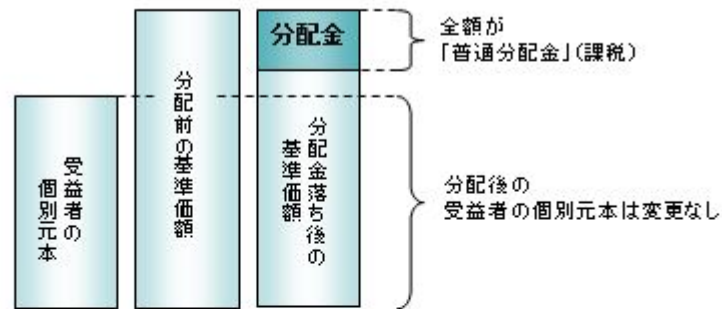 受益者の
個別元本
分配前の基準価額
分配金
分配金落ち後の
基準価額
全額が
「普通分配金」(課税)
分配後の
受益者の個別元本は変更なし